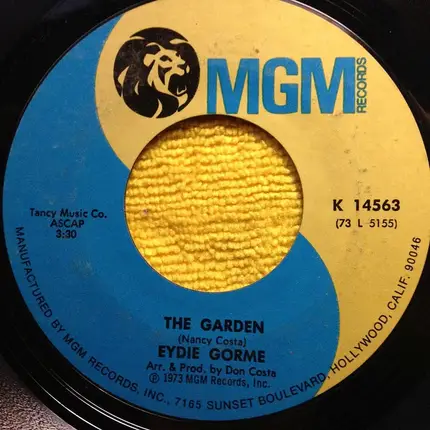 MGM
RECORDS
K 14563
(73 L 5155)
Tancy Music Co.
ASCAP
3:30
THE GARDEN
(Nancy Costa)
EYDIE GORME
Arr. & Prod. by Don Costa
℗ 1973 MGM Records, Inc.
MANUFACTURED BY MGM RECORDS, INC., 7165 SUNSET BOULEVARD, HOLLYWOOD, CALIF. 90046